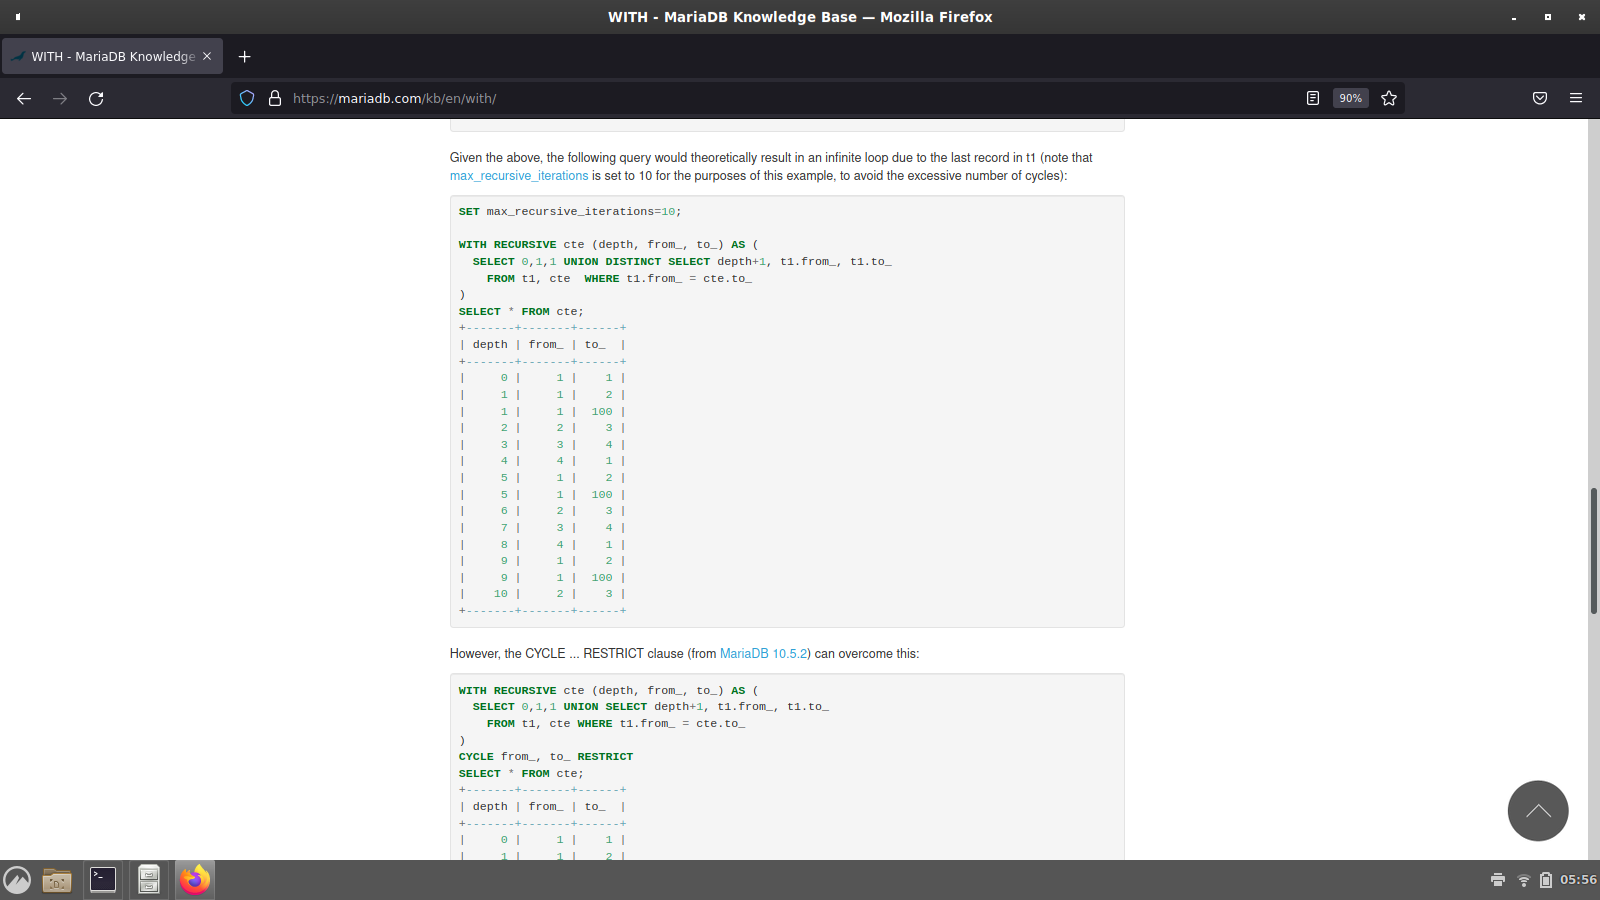 WITH - MariaDB Knowledge Base — Mozilla Firefox
WITH - MariaDB Knowledge
https://mariadb.com/kb/en/with/
90%
Given the above, the following query would theoretically result in an infinite loop due to the last record in t1 (note that
max_recursive_iterations is set to 10 for the purposes of this example, to avoid the excessive number of cycles):
SET max_recursive_iterations=10;
WITH RECURSIVE cte (depth, from_, to_) AS (
  SELECT 0,1,1 UNION DISTINCT SELECT depth+1, t1.from_, t1.to_
    FROM t1, cte  WHERE t1.from_ = cte.to_
)
SELECT * FROM cte;
+-------+-------+------+
| depth | from_ | to_  |
+-------+-------+------+
|     0 |     1 |    1 |
|     1 |     1 |    2 |
|     1 |     1 |  100 |
|     2 |     2 |    3 |
|     3 |     3 |    4 |
|     4 |     4 |    1 |
|     5 |     1 |    2 |
|     5 |     1 |  100 |
|     6 |     2 |    3 |
|     7 |     3 |    4 |
|     8 |     4 |    1 |
|     9 |     1 |    2 |
|     9 |     1 |  100 |
|    10 |     2 |    3 |
+-------+-------+------+
However, the CYCLE ... RESTRICT clause (from MariaDB 10.5.2) can overcome this:
WITH RECURSIVE cte (depth, from_, to_) AS (
  SELECT 0,1,1 UNION SELECT depth+1, t1.from_, t1.to_
    FROM t1, cte WHERE t1.from_ = cte.to_
)
CYCLE from_, to_ RESTRICT
SELECT * FROM cte;
+-------+-------+------+
| depth | from_ | to_  |
+-------+-------+------+
|     0 |     1 |    1 |
|     1 |     1 |    2 |
05:56